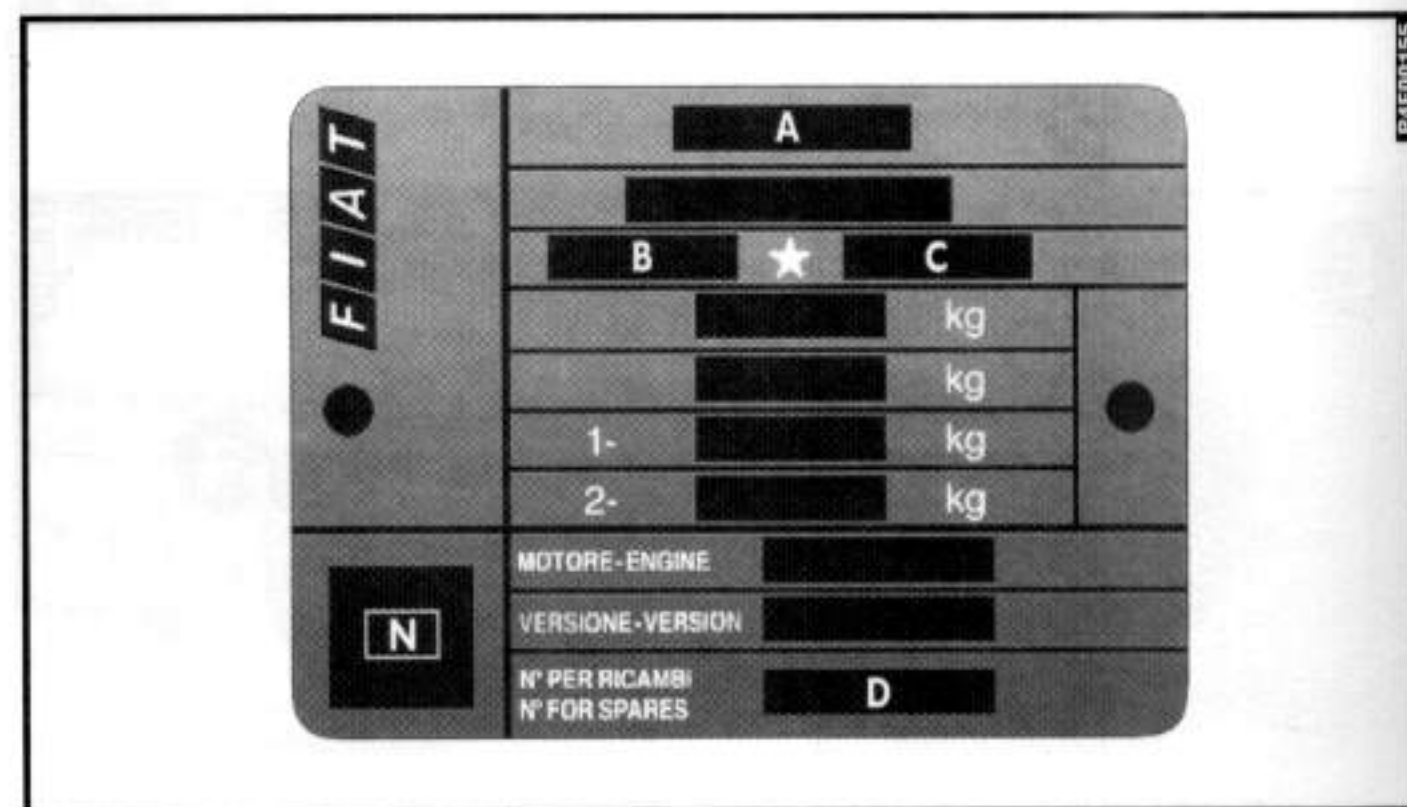 FIAT
A
B ★ C
kg
kg
1- kg
2- kg
MOTORE-ENGINE
VERSIONE-VERSION
N
N° PER RICAMBI
N° FOR SPARES
D